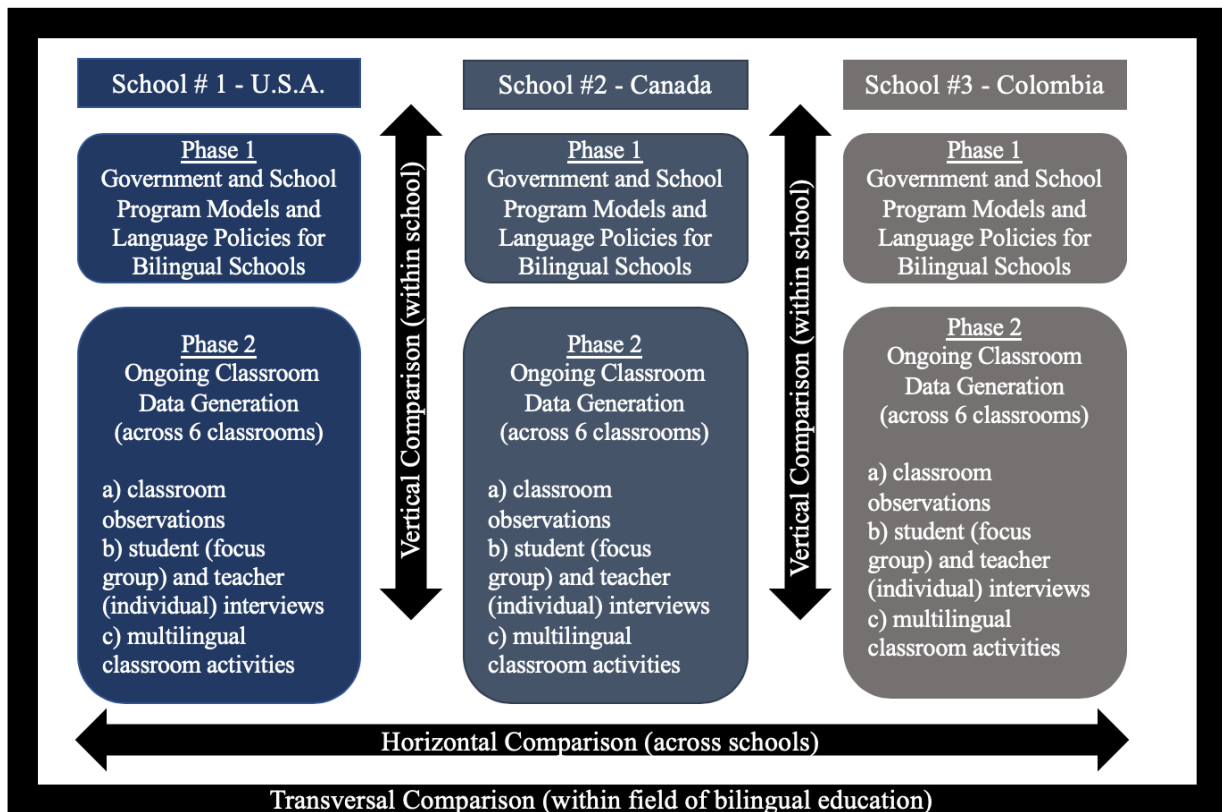 School # 1 - U.S.A.
Phase 1
Government and School
Program Models and
Language Policies for
Bilingual Schools
Phase 2
Ongoing Classroom
Data Generation
(across 6 classrooms)
a) classroom
observations
b) student (focus
group) and teacher
(individual) interviews
c) multilingual
classroom activities
Vertical Comparison (within school)
School #2 - Canada
Phase 1
Government and School
Program Models and
Language Policies for
Bilingual Schools
Phase 2
Ongoing Classroom
Data Generation
(across 6 classrooms)
a) classroom
observations
b) student (focus
group) and teacher
(individual) interviews
c) multilingual
classroom activities
Vertical Comparison (within school)
School #3 - Colombia
Phase 1
Government and School
Program Models and
Language Policies for
Bilingual Schools
Phase 2
Ongoing Classroom
Data Generation
(across 6 classrooms)
a) classroom
observations
b) student (focus
group) and teacher
(individual) interviews
c) multilingual
classroom activities
Horizontal Comparison (across schools)
Transversal Comparison (within field of bilingual education)